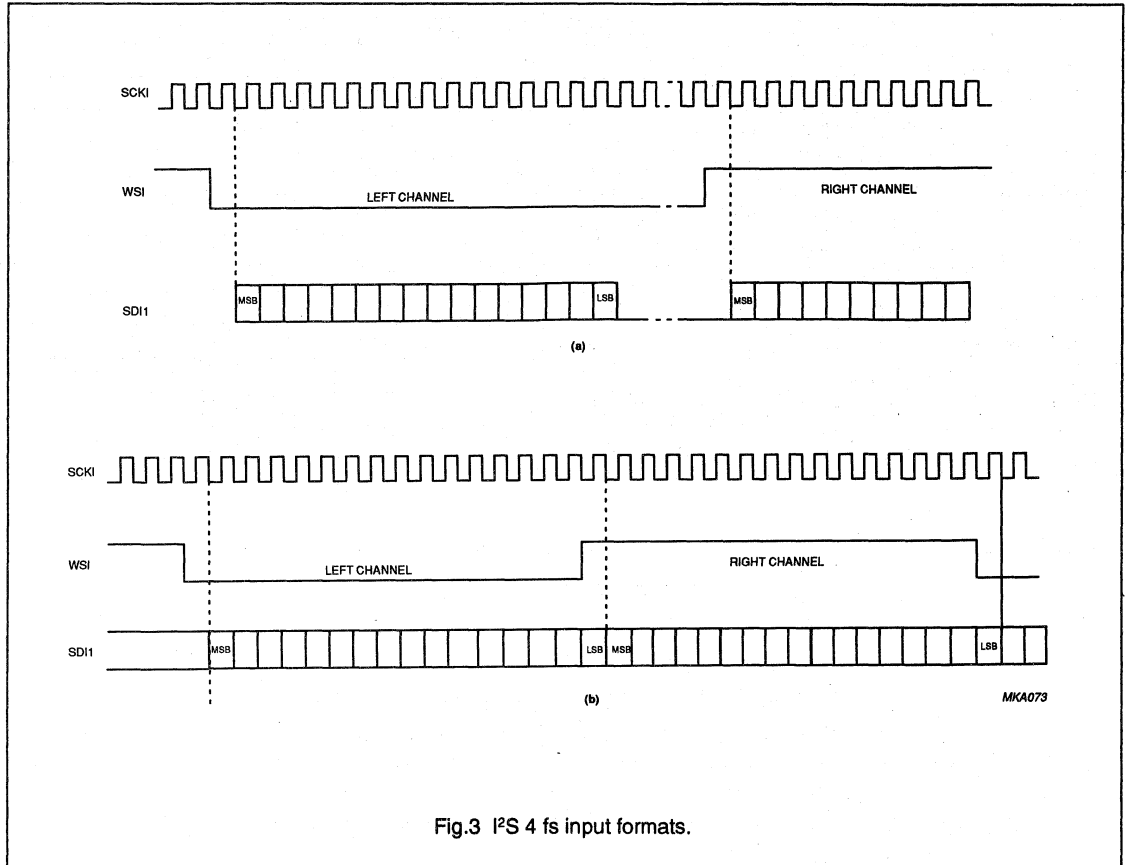 SCKI
WSI
LEFT CHANNEL
RIGHT CHANNEL
SDI1
MSB
LSB
MSB
(a)
SCKI
WSI
LEFT CHANNEL
RIGHT CHANNEL
SDI1
MSB
LSB
MSB
LSB
(b)
MKA073
Fig.3 I²S 4 fs input formats.